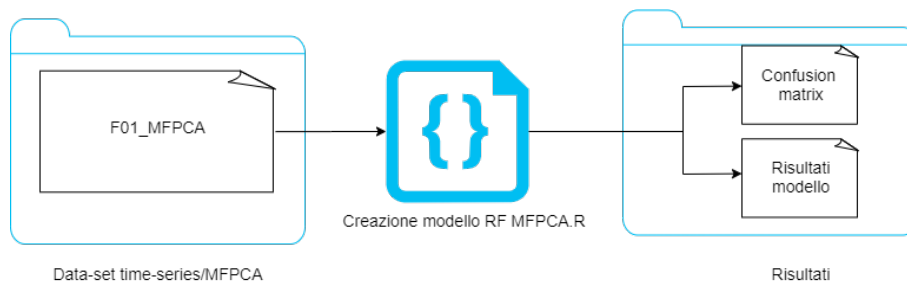 F01_MFPCA
{}
Confusion
matrix
Risultati
modello
Creazione modello RF MFPCA.R
Data-set time-series/MFPCA
Risultati